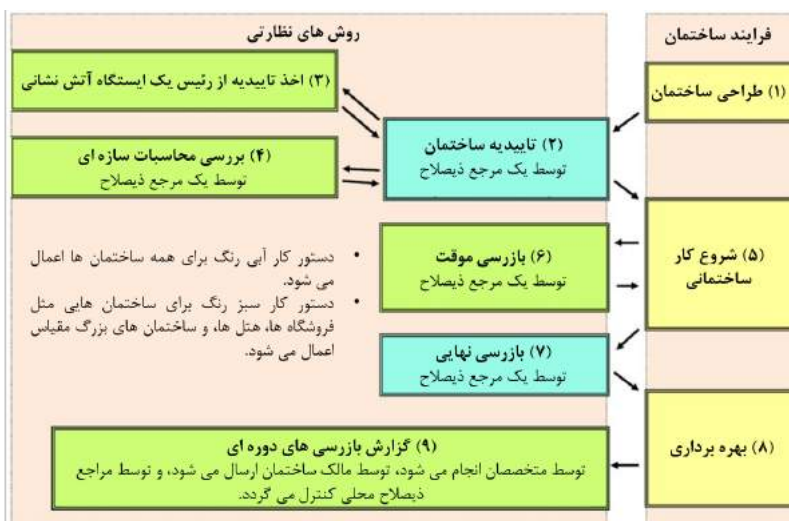 فرایند ساختمان
روش های نظارتی
(۱) طراحی ساختمان
(۳) اخذ تاییدیه از رئیس یک ایستگاه آتش نشانی
(۲) تاییدیه ساختمان
توسط یک مرجع ذیصلاح
(۴) بررسی محاسبات سازه ای
توسط یک مرجع ذیصلاح
(۵) شروع کار
ساختمانی
(۶) بازرسی موقت
توسط یک مرجع ذیصلاح
• دستور کار آبی رنگ برای همه ساختمان ها اعمال
می شود.
• دستور کار سبز رنگ برای ساختمان هایی مثل
فروشگاه ها، هتل ها، و ساختمان های بزرگ مقیاس
اعمال می شود.
(۷) بازرسی نهایی
توسط یک مرجع ذیصلاح
(۸) بهره برداری
(۹) گزارش بازرسی های دوره ای
توسط متخصصان انجام می شود، توسط مالک ساختمان ارسال می شود، و توسط مراجع
ذیصلاح محلی کنترل می گردد.